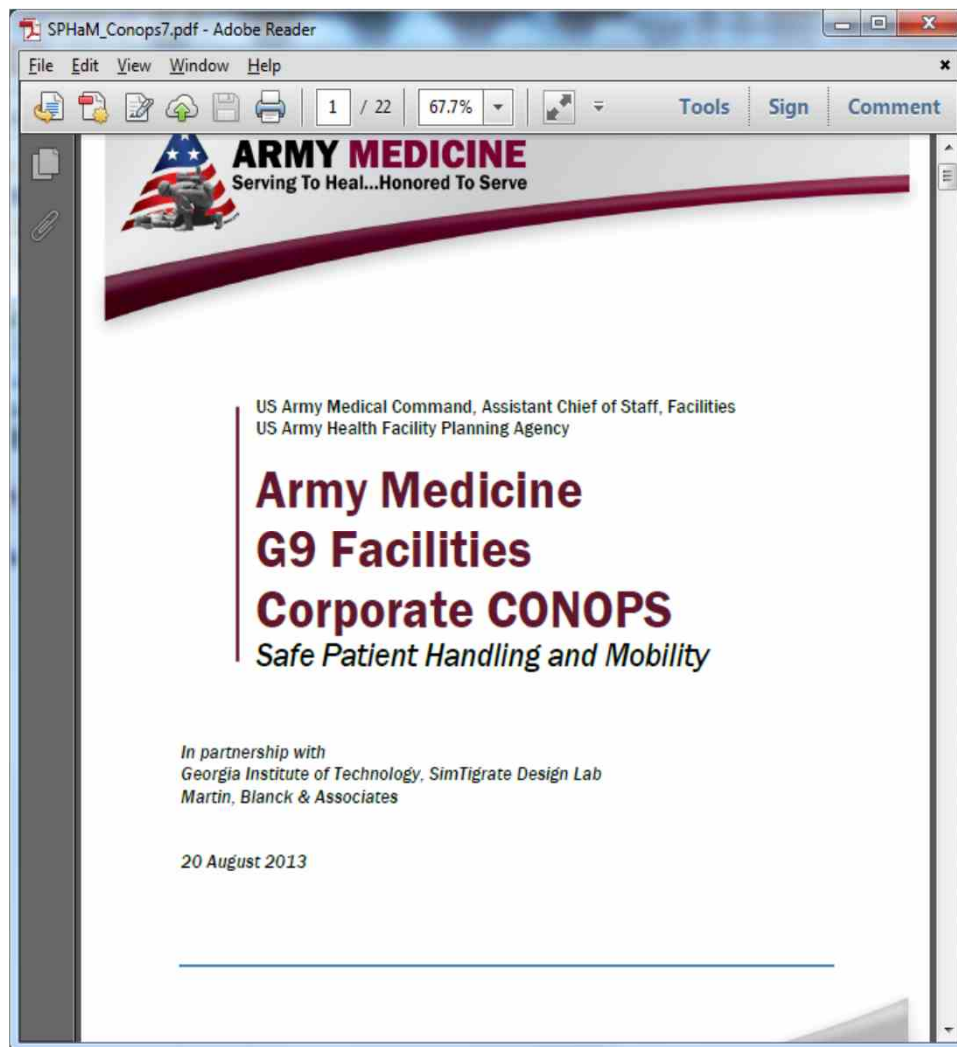 SPHaM_Conops7.pdf - Adobe Reader
File Edit View Window Help
1 / 22 67.7% Tools Sign Comment
ARMY MEDICINE
Serving To Heal...Honored To Serve
US Army Medical Command, Assistant Chief of Staff, Facilities
US Army Health Facility Planning Agency
Army Medicine
G9 Facilities
Corporate CONOPS
Safe Patient Handling and Mobility
In partnership with
Georgia Institute of Technology, SimTigrate Design Lab
Martin, Blanck & Associates
20 August 2013